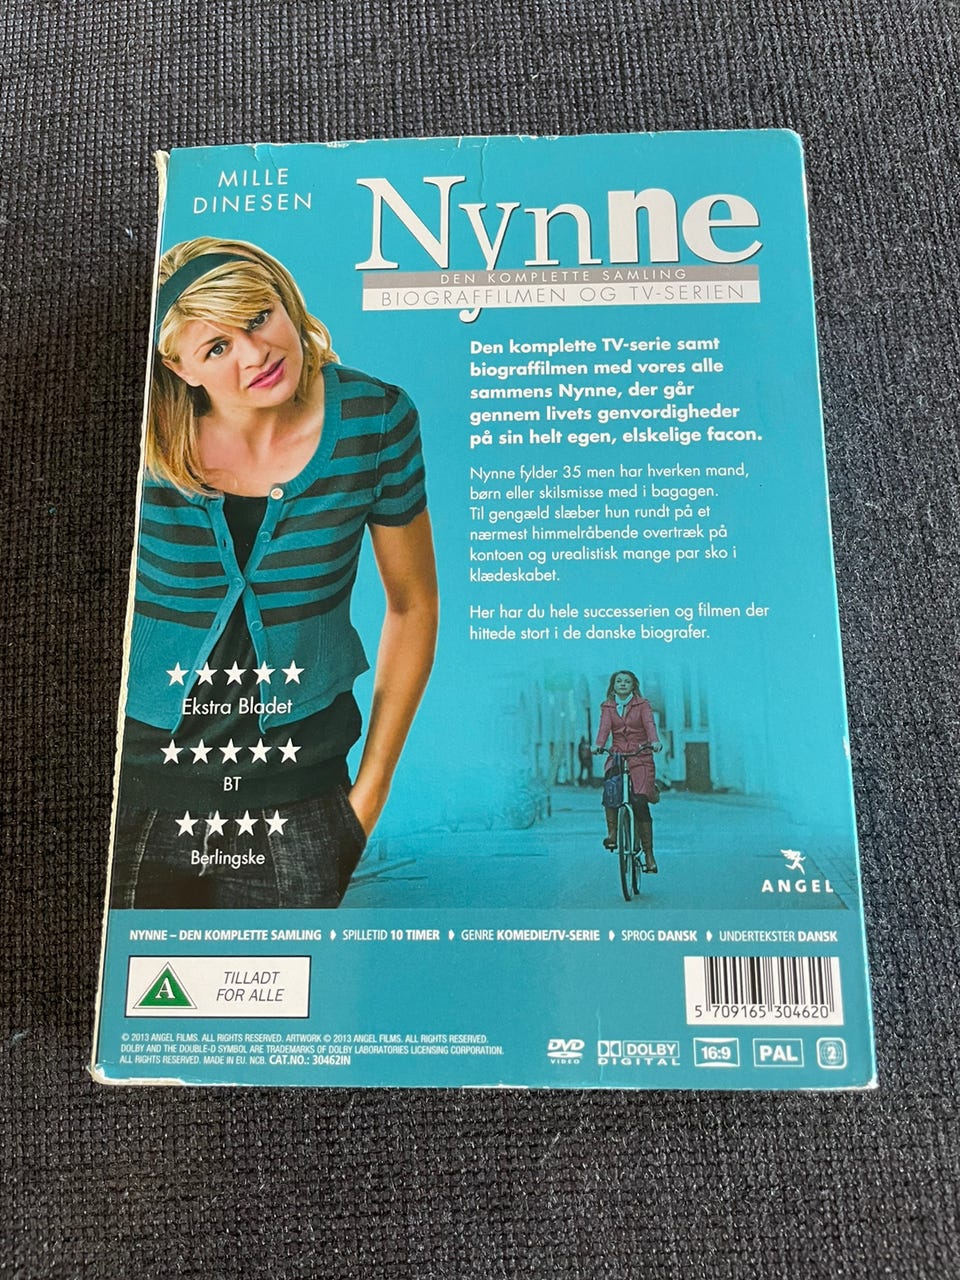 MILLE
DINESEN
Nynne
DEN KOMPLETTE SAMLING
BIOGRAFFILMEN OG TV-SERIEN
Den komplette TV-serie samt
biograffilmen med vores alle
sammens Nynne, der går
gennem livets genvordigheder
på sin helt egen, elskelige facon.
Nynne fylder 35 men har hverken mand,
børn eller skilsmisse med i bagagen.
Til gengæld slæber hun rundt på et
nærmest himmelråbende overtræk på
kontoen og urealistisk mange par sko i
klædeskabet.
Her har du hele successerien og filmen der
hittede stort i de danske biografer.
★★★★★
Ekstra Bladet
★★★★★
BT
★★★★
Berlingske
ANGEL
NYNNE – DEN KOMPLETTE SAMLING ◗ SPILLETID 10 TIMER ◗ GENRE KOMEDIE/TV-SERIE ◗ SPROG DANSK ◗ UNDERTEKSTER DANSK
A
TILLADT
FOR ALLE
5 709165 304620
© 2013 ANGEL FILMS. ALL RIGHTS RESERVED. ARTWORK © 2013 ANGEL FILMS. ALL RIGHTS RESERVED.
DOLBY AND THE DOUBLE-D SYMBOL ARE TRADEMARKS OF DOLBY LABORATORIES LICENSING CORPORATION.
ALL RIGHTS RESERVED. MADE IN EU. NCB. CAT.NO.: 30462IN
DVD VIDEO
DOLBY DIGITAL
16:9
PAL
2